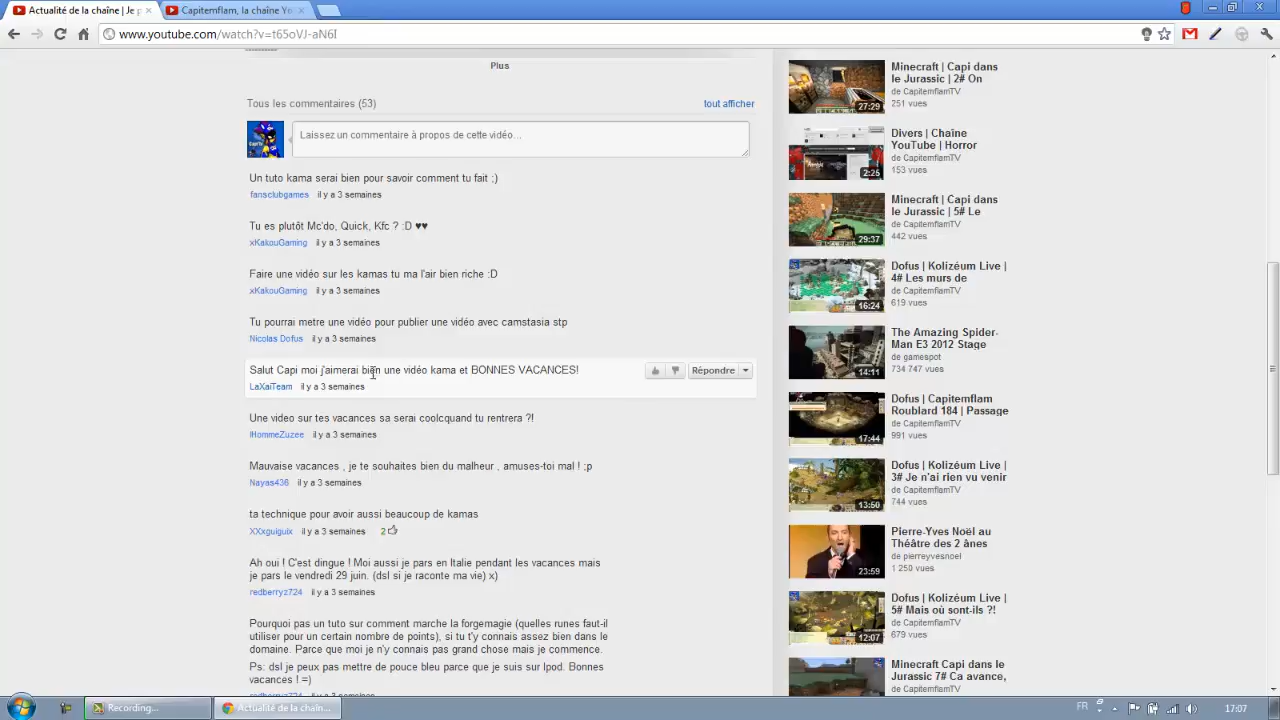 Actualité de la chaîne | Je p
Capitemflam, la chaîne Yo
www.youtube.com/watch?v=t65oVJ-aN6I
Plus
Tous les commentaires (53)
tout afficher
Laissez un commentaire à propos de cette vidéo...
Un tuto kama serai bien pour savoir comment tu fait ;)
fansclubgames il y a 3 semaines
Tu es plutôt Mc'do, Quick, Kfc ? :D ♥♥
xKakouGaming il y a 3 semaines
Faire une vidéo sur les kamas tu ma l'air bien riche :D
xKakouGaming il y a 3 semaines
Tu pourrai metre une vidéo pour publier une vidéo avec camstasia stp
Nicolas Dofus il y a 3 semaines
Salut Capi moi j'aimerai bien une vidéo kama et BONNES VACANCES!
Répondre
LaXaiTeam il y a 3 semaines
Une video sur tes vacances sa serai coolcquand tu rentrera ?!
lHommeZuzee il y a 3 semaines
Mauvaise vacances , je te souhaites bien du malheur , amuses-toi mal ! ;p
Nayas436 il y a 3 semaines
ta technique pour avoir aussi beaucoup de kamas
XXxguiguix il y a 3 semaines 2
Ah oui ! C'est dingue ! Moi aussi je pars en Italie pendant les vacances mais
je pars le vendredi 29 juin. (dsl si je raconte ma vie) x)
redberryz724 il y a 3 semaines
Pourquoi pas un tuto sur comment marche la forgemagie (quelles runes faut-il
utiliser pour un certain nombre de points), si tu t'y connais assez bien dans le
domaine. Parce que moi je n'y connais pas grand chose mais je commence.
Ps: dsl je peux pas mettre de pouce bleu parce que je suis sur Ipod. Bonnes
vacances ! =)
redberryz724 il y a 3 semaines
Minecraft | Capi dans
le Jurassic | 2# On
de CapitemflamTV
251 vues
27:29
Divers | Chaîne
YouTube | Horror
de CapitemflamTV
153 vues
2:25
Minecraft | Capi dans
le Jurassic | 5# Le
de CapitemflamTV
442 vues
29:37
Dofus | Kolizéum Live |
4# Les murs de
de CapitemflamTV
619 vues
16:24
The Amazing Spider-
Man E3 2012 Stage
de gamespot
734 747 vues
14:11
Dofus | Capitemflam
Roublard 184 | Passage
de CapitemflamTV
991 vues
17:44
Dofus | Kolizéum Live |
3# Je n'ai rien vu venir
de CapitemflamTV
744 vues
13:50
Pierre-Yves Noël au
Théâtre des 2 ânes
de pierreyvesnoel
1 250 vues
23:59
Dofus | Kolizéum Live |
5# Mais où sont-ils ?!
de CapitemflamTV
679 vues
12:07
Minecraft Capi dans le
Jurassic 7# Ca avance,
de CapitemflamTV
Recording...
Actualité de la chaîn...
FR
17:07